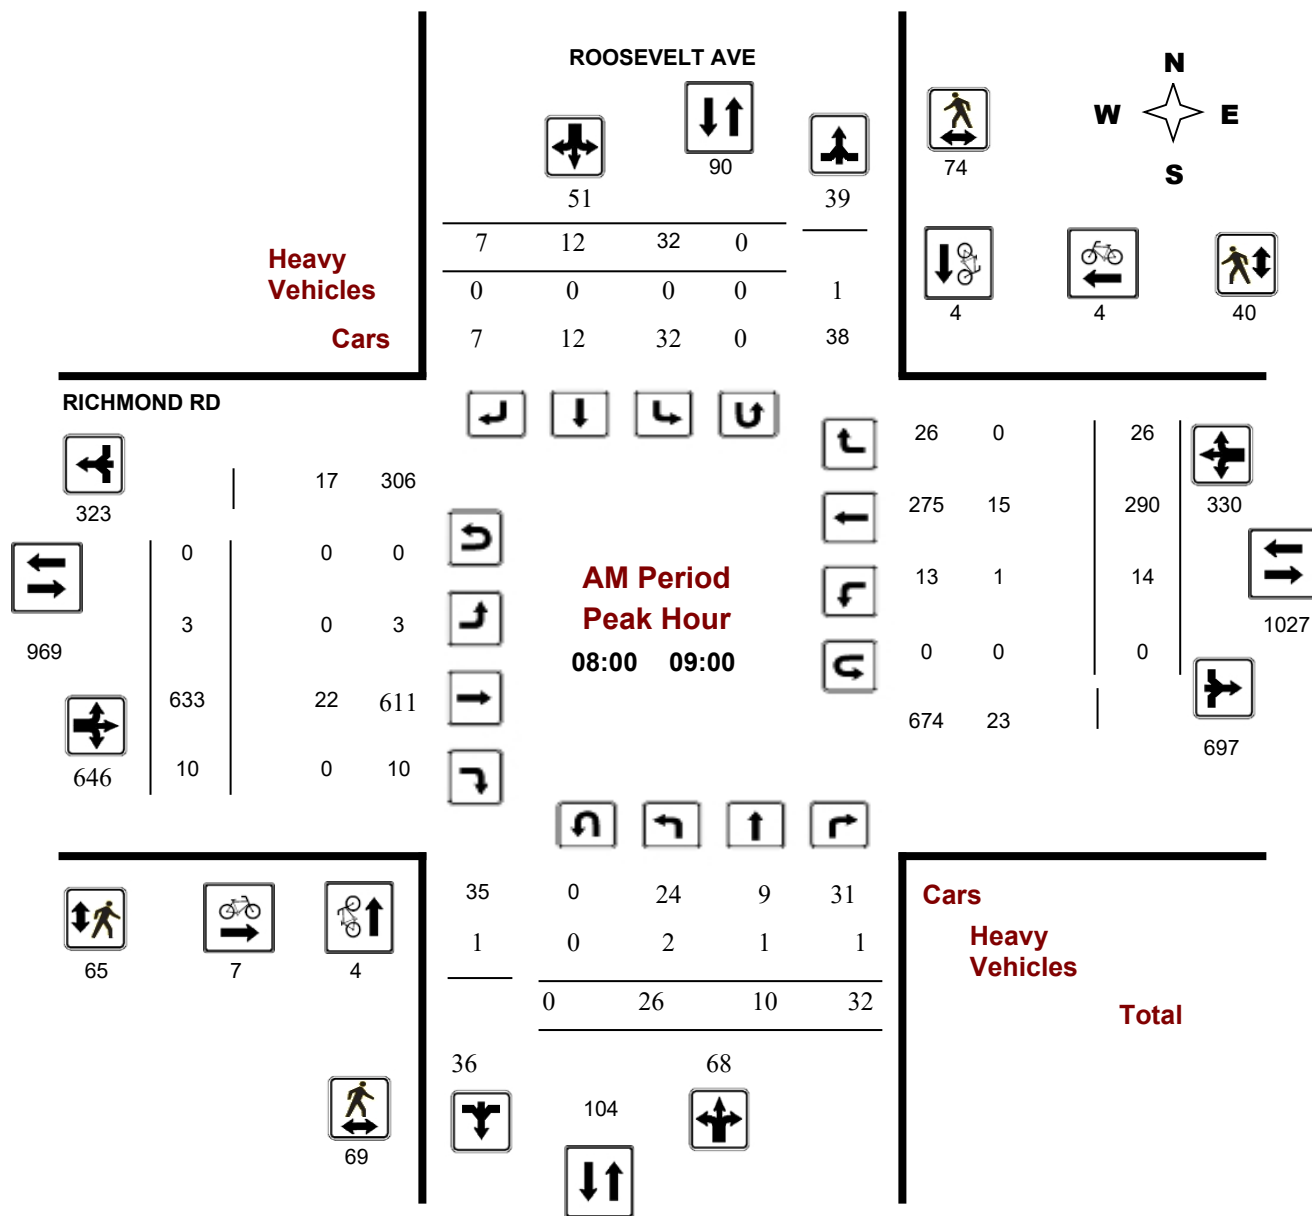 ROOSEVELT AVE
N
W E
S
90
74
51 39
7 12 32 0
Heavy
Vehicles
0 0 0 0 1
4 4 40
Cars
7 12 32 0 38
RICHMOND RD
26 0 26
17 306
323
275 15 290 330
0 0 0
AM Period
13 1 14
Peak Hour
3 0 3
1027
969
08:00 09:00
0 0 0
633 22 611
674 23
697
646
10 0 10
35 0 24 9 31
Cars
1 0 2 1 1
Heavy
Vehicles
65 7 4
0 26 10 32
Total
36 68
104
69